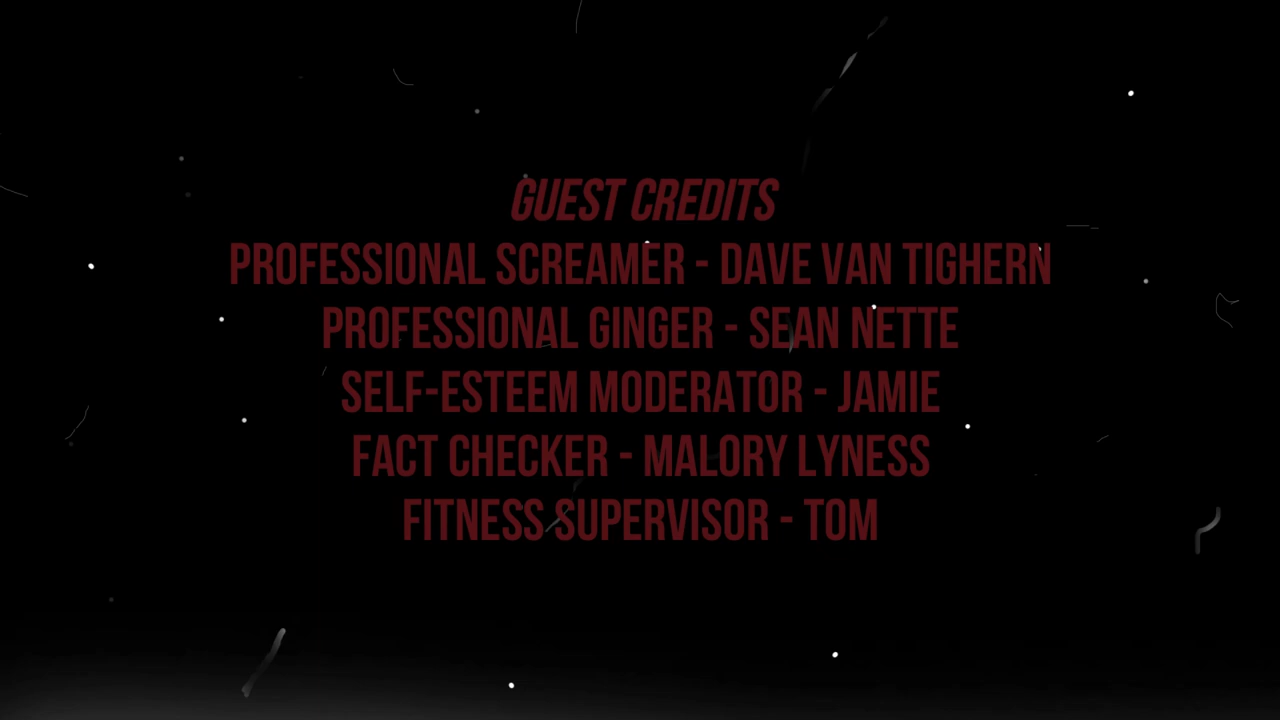 GUEST CREDITS
PROFESSIONAL SCREAMER - DAVE VAN TIGHERN
PROFESSIONAL GINGER - SEAN NETTE
SELF-ESTEEM MODERATOR - JAMIE
FACT CHECKER - MALORY LYNESS
FITNESS SUPERVISOR - TOM